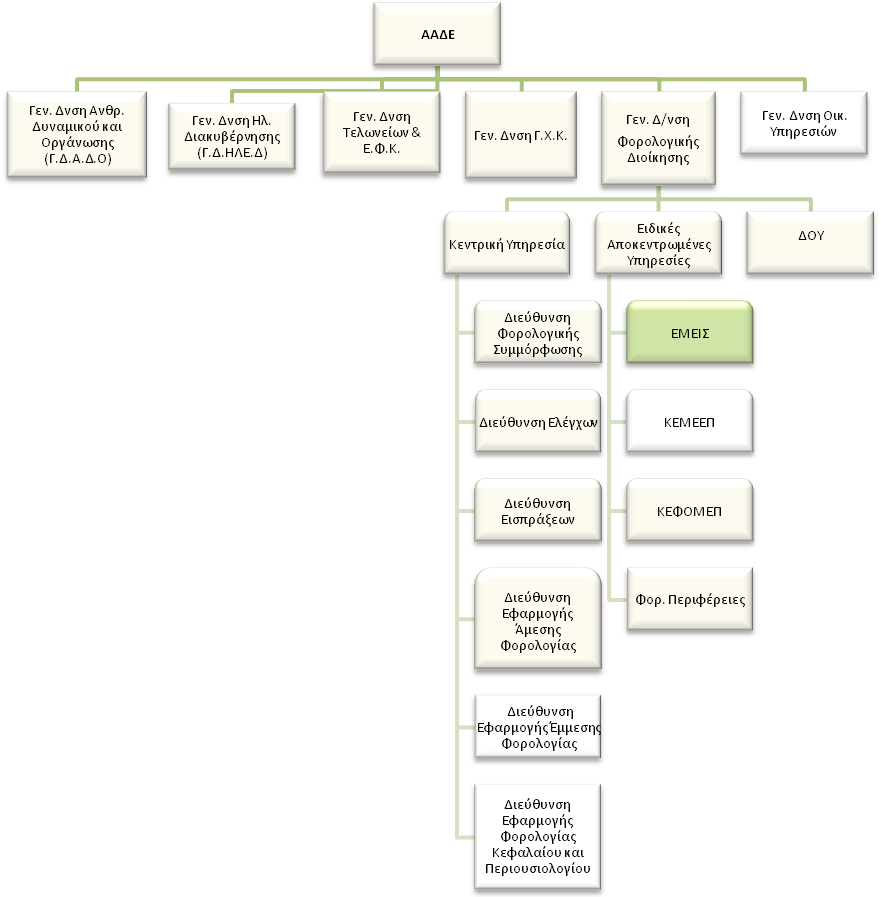 ΑΑΔΕ
Γεν. Δνση Ανθρ.
Δυναμικού και
Οργάνωσης
(Γ.Δ.Α.Δ.Ο)
Γεν. Δνση Ηλ.
Διακυβέρνησης
(Γ.Δ.ΗΛΕ.Δ)
Γεν. Δνση
Τελωνείων &
Ε.Φ.Κ.
Γεν. Δνση Γ.Χ.Κ.
Γεν. Δ/νση
Φορολογικής
Διοίκησης
Γεν. Δνση Οικ.
Υπηρεσιών
Κεντρική Υπηρεσία
Ειδικές
Αποκεντρωμένες
Υπηρεσίες
ΔΟΥ
Διεύθυνση
Φορολογικής
Συμμόρφωσης
Διεύθυνση Ελέγχων
Διεύθυνση
Εισπράξεων
Διεύθυνση
Εφαρμογής
Άμεσης
Φορολογίας
Διεύθυνση
Εφαρμογής Έμμεσης
Φορολογίας
Διεύθυνση
Εφαρμογής
Φορολογίας
Κεφαλαίου και
Περιουσιολογίου
ΕΜΕΙΣ
ΚΕΜΕΕΠ
ΚΕΦΟΜΕΠ
Φορ. Περιφέρειες